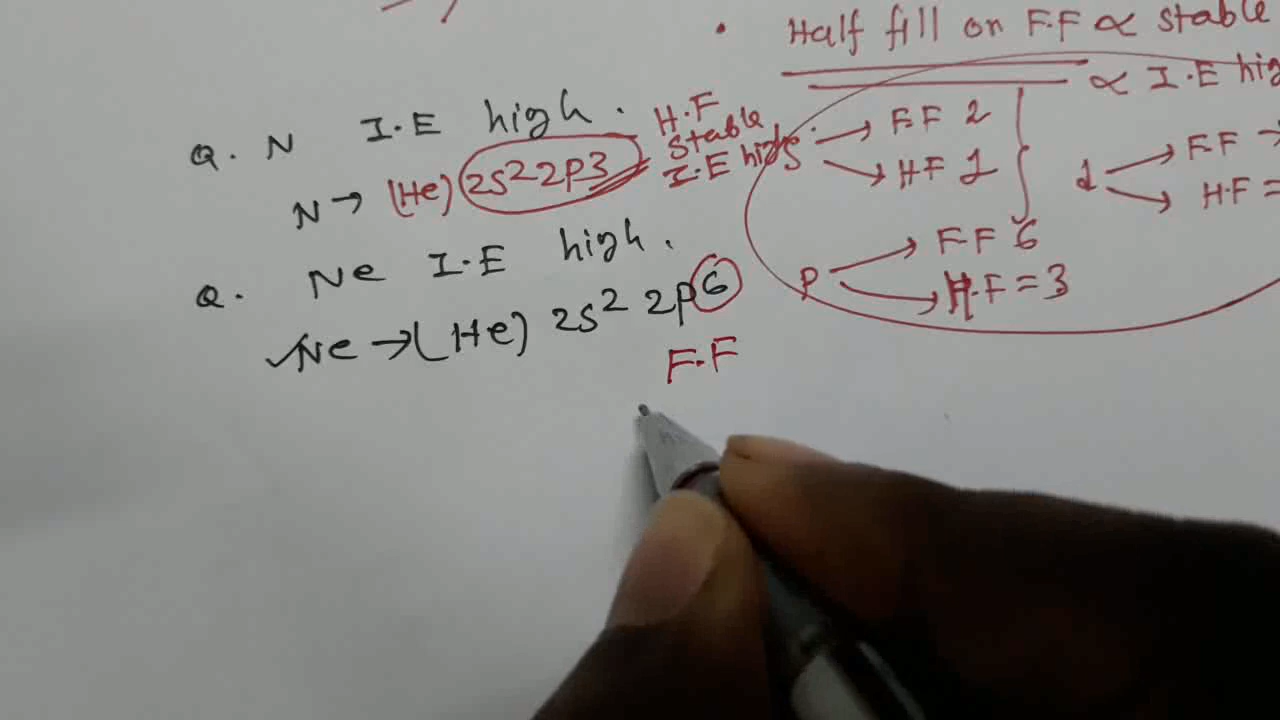 Half fill on F.F ∝ stable
∝ I.E hig
Q. N I.E high.
H.F
stable
I.E high
N → (He) 2s² 2p3
s → F.F 2
→ H.F 1
d → F.F
→ H.F =
Q. Ne I.E high.
p → F.F 6
→ H.F = 3
Ne → (He) 2s² 2p6
F.F